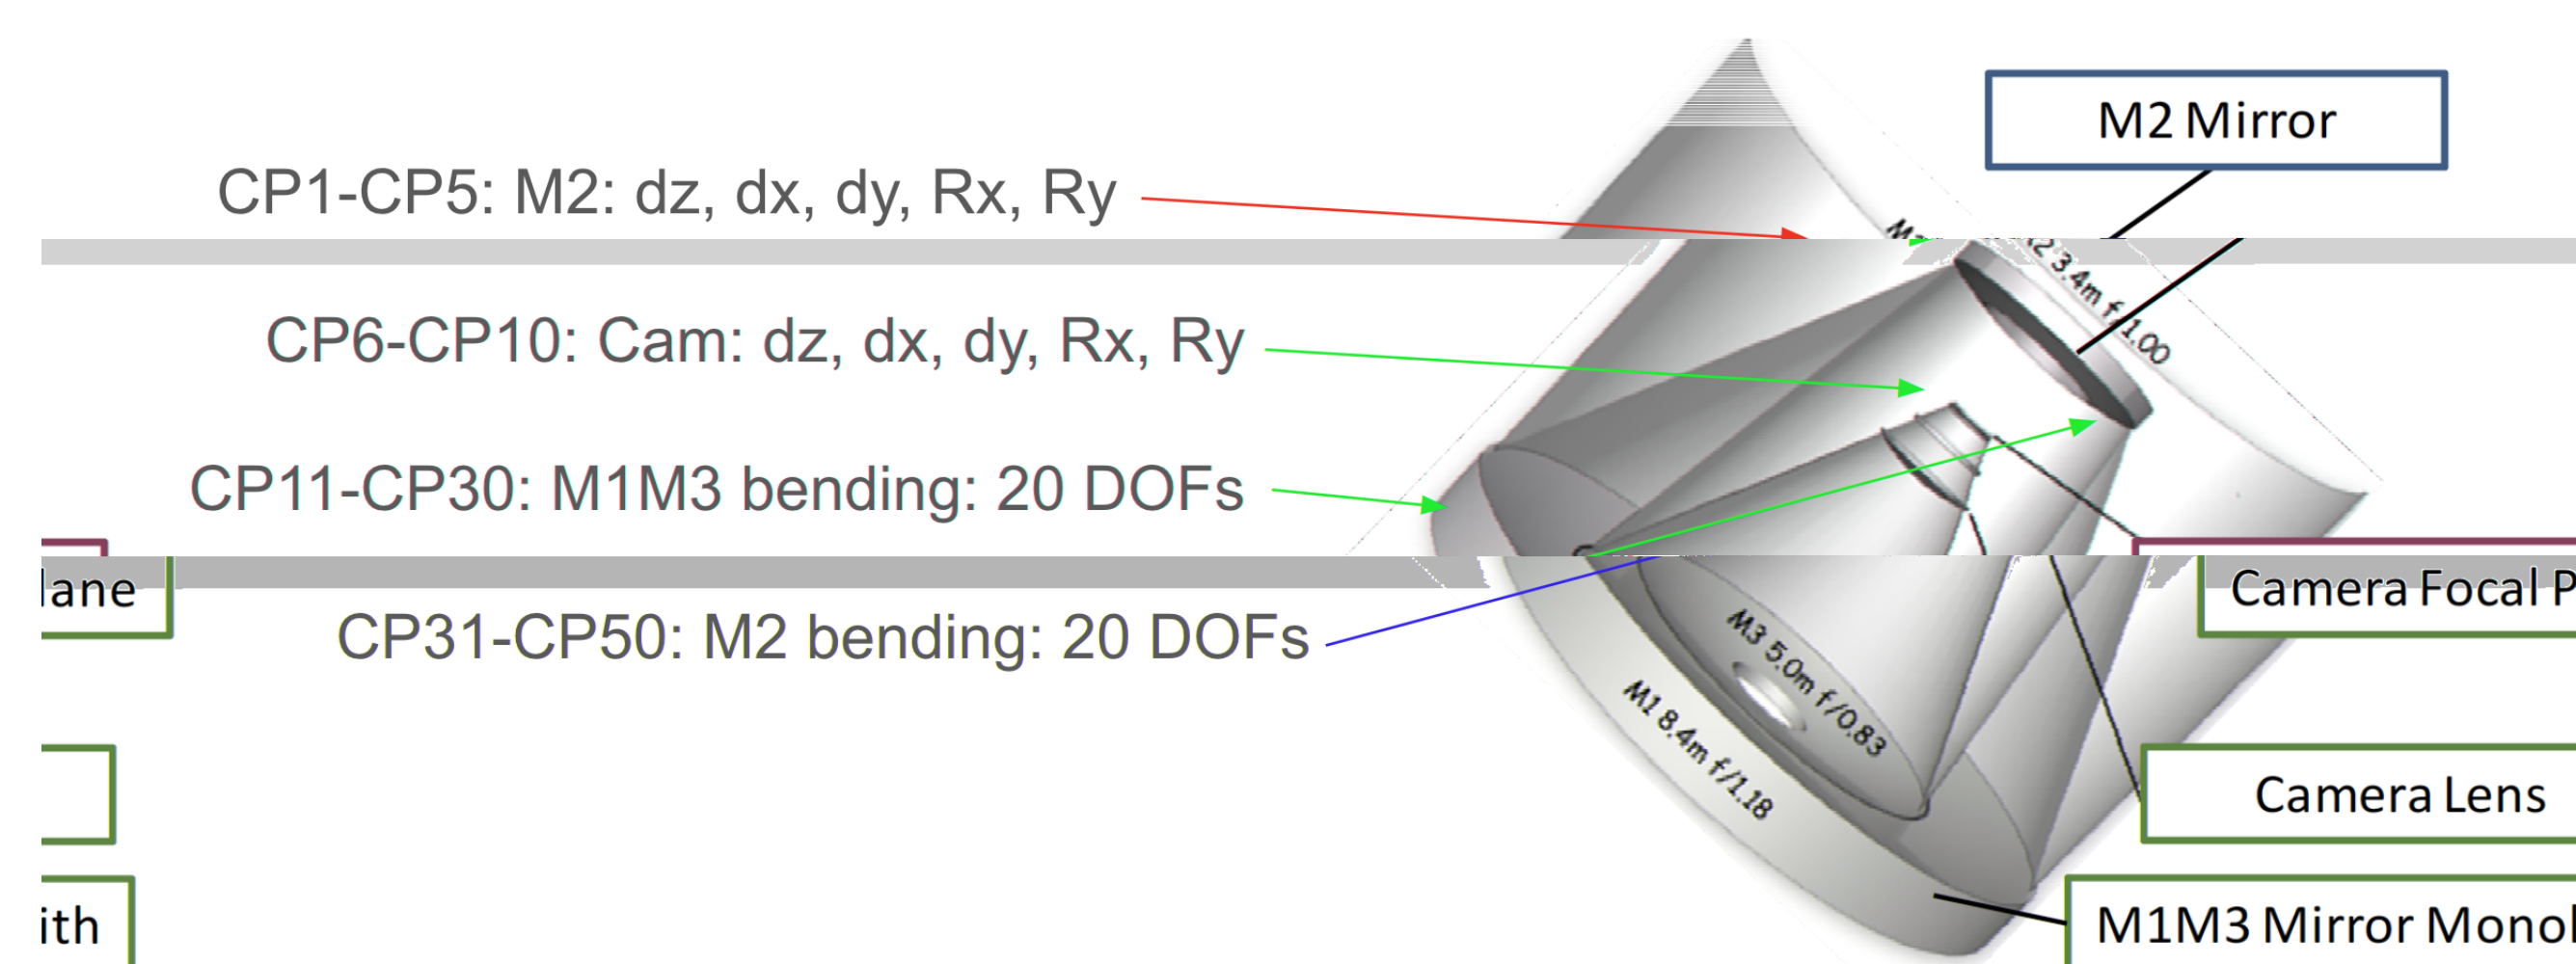 M2 Mirror
CP1-CP5: M2: dz, dx, dy, Rx, Ry
3.4m f/1.00
CP6-CP10: Cam: dz, dx, dy, Rx, Ry
CP11-CP30: M1M3 bending: 20 DOFs
lane
Camera Focal P
CP31-CP50: M2 bending: 20 DOFs
M3 5.0m f/0.83
M1 8.4m f/1.18
Camera Lens
ith
M1M3 Mirror Monol